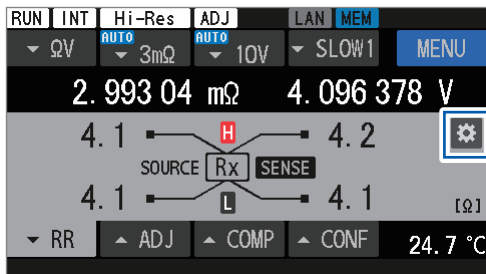 RUN INT Hi-Res ADJ LAN MEM
ΩV AUTO 3mΩ AUTO 10V SLOW1 MENU
2.993 04 mΩ 4.096 378 V
4.1 H 4.2
SOURCE Rx SENSE
4.1 L 4.1 [Ω]
RR ADJ COMP CONF 24.7 °C